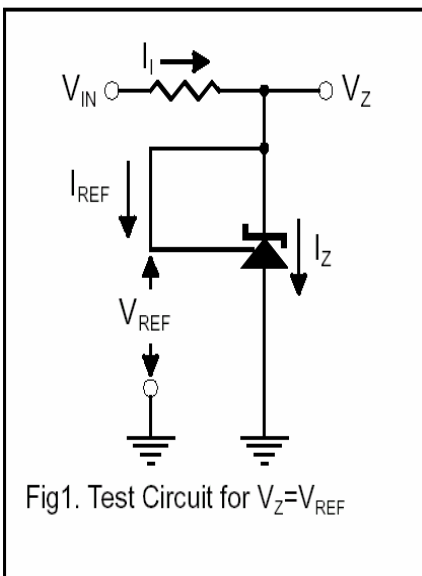 I_I
V_IN
V_Z
I_REF
I_Z
V_REF
Fig1. Test Circuit for V_Z=V_REF